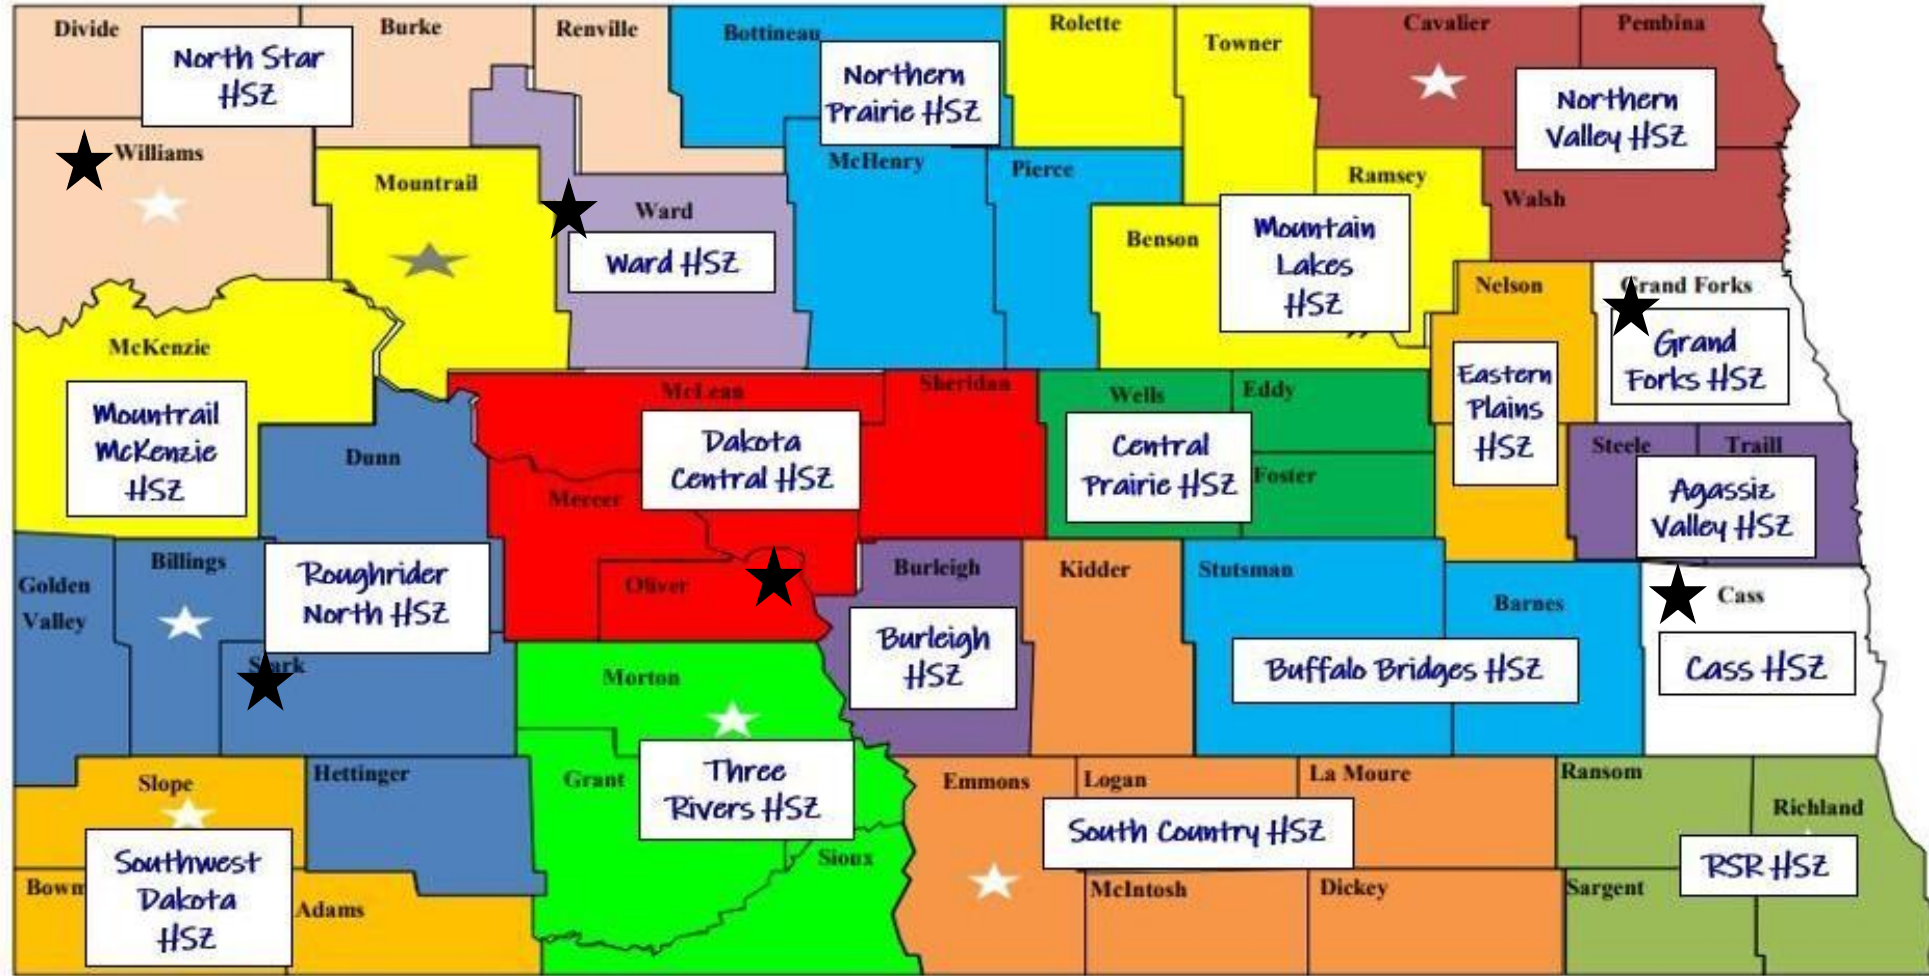 Divide
Burke
Renville
Bottineau
Rolette
Towner
Cavalier
Pembina
North Star
HSZ
Northern
Prairie HSZ
Northern
Valley HSZ
Williams
Mountrail
Ward
McHenry
Pierce
Ramsey
Walsh
Ward HSZ
Benson
Mountain
Lakes
HSZ
Nelson
Grand Forks
Grand
Forks HSZ
McKenzie
Mountrail
McKenzie
HSZ
McLean
Sheridan
Wells
Eddy
Eastern
Plains
HSZ
Dunn
Dakota
Central HSZ
Central
Prairie HSZ
Foster
Steele
Traill
Agassiz
Valley HSZ
Mercer
Golden
Valley
Billings
Roughrider
North HSZ
Oliver
Burleigh
Burleigh
HSZ
Kidder
Stutsman
Barnes
Buffalo Bridges HSZ
Cass
Cass HSZ
Stark
Morton
Slope
Hettinger
Grant
Three
Rivers HSZ
Emmons
Logan
La Moure
Ransom
Richland
South Country HSZ
RSR HSZ
Southwest
Dakota
HSZ
Bowm
Adams
Sioux
McIntosh
Dickey
Sargent